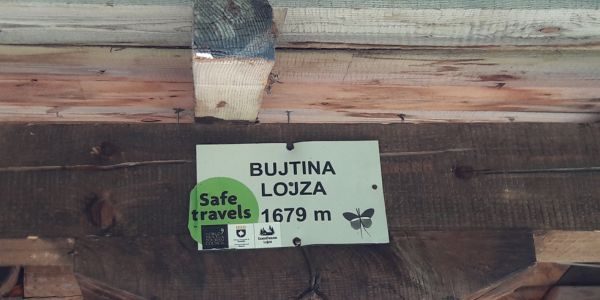 BUJTINA
LOJZA
1679 m
Safe
travels